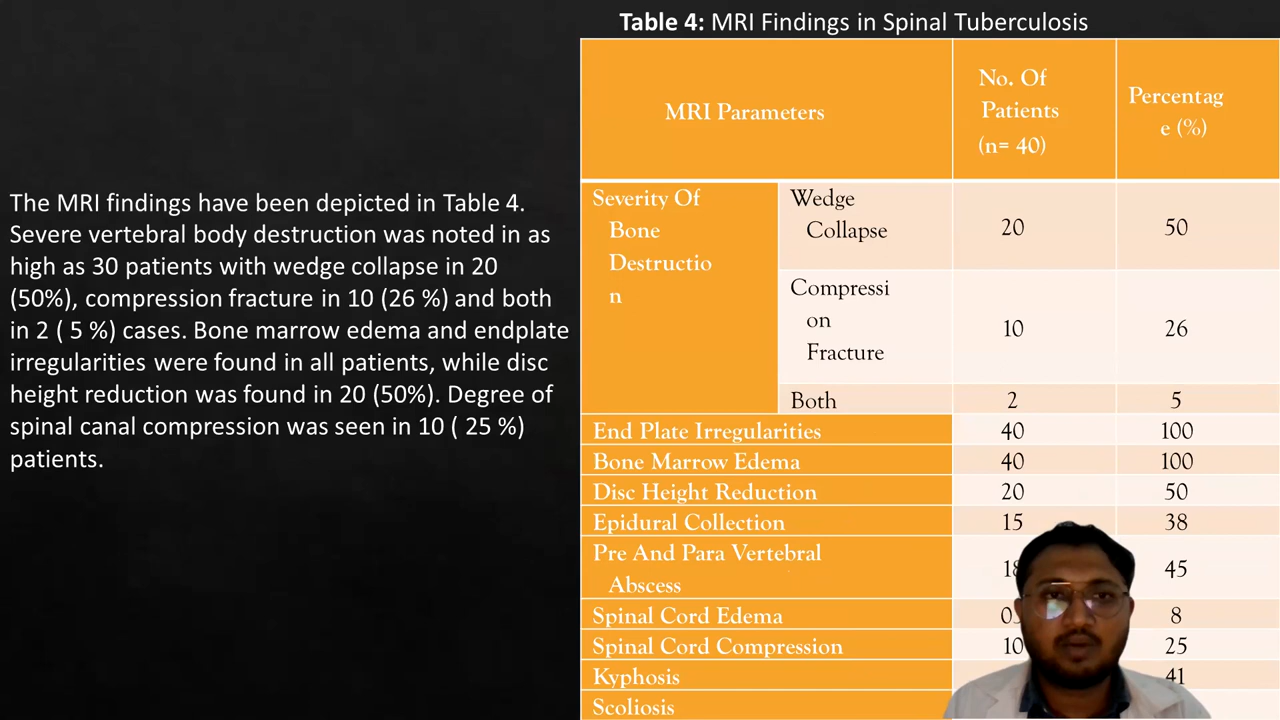 Table 4: MRI Findings in Spinal Tuberculosis
The MRI findings have been depicted in Table 4.
Severe vertebral body destruction was noted in as
high as 30 patients with wedge collapse in 20
(50%), compression fracture in 10 (26 %) and both
in 2 ( 5 %) cases. Bone marrow edema and endplate
irregularities were found in all patients, while disc
height reduction was found in 20 (50%). Degree of
spinal canal compression was seen in 10 ( 25 %)
patients.
MRI Parameters
No. Of
Patients
(n= 40)
Percentag
e (%)
Severity Of
Bone
Destructio
n
Wedge
Collapse
20
50
Compressi
on
Fracture
10
26
Both
2
5
End Plate Irregularities 40 100
Bone Marrow Edema 40 100
Disc Height Reduction 20 50
Epidural Collection 15 38
Pre And Para Vertebral
Abscess
45
Spinal Cord Edema 8
Spinal Cord Compression 10 25
Kyphosis 41
Scoliosis